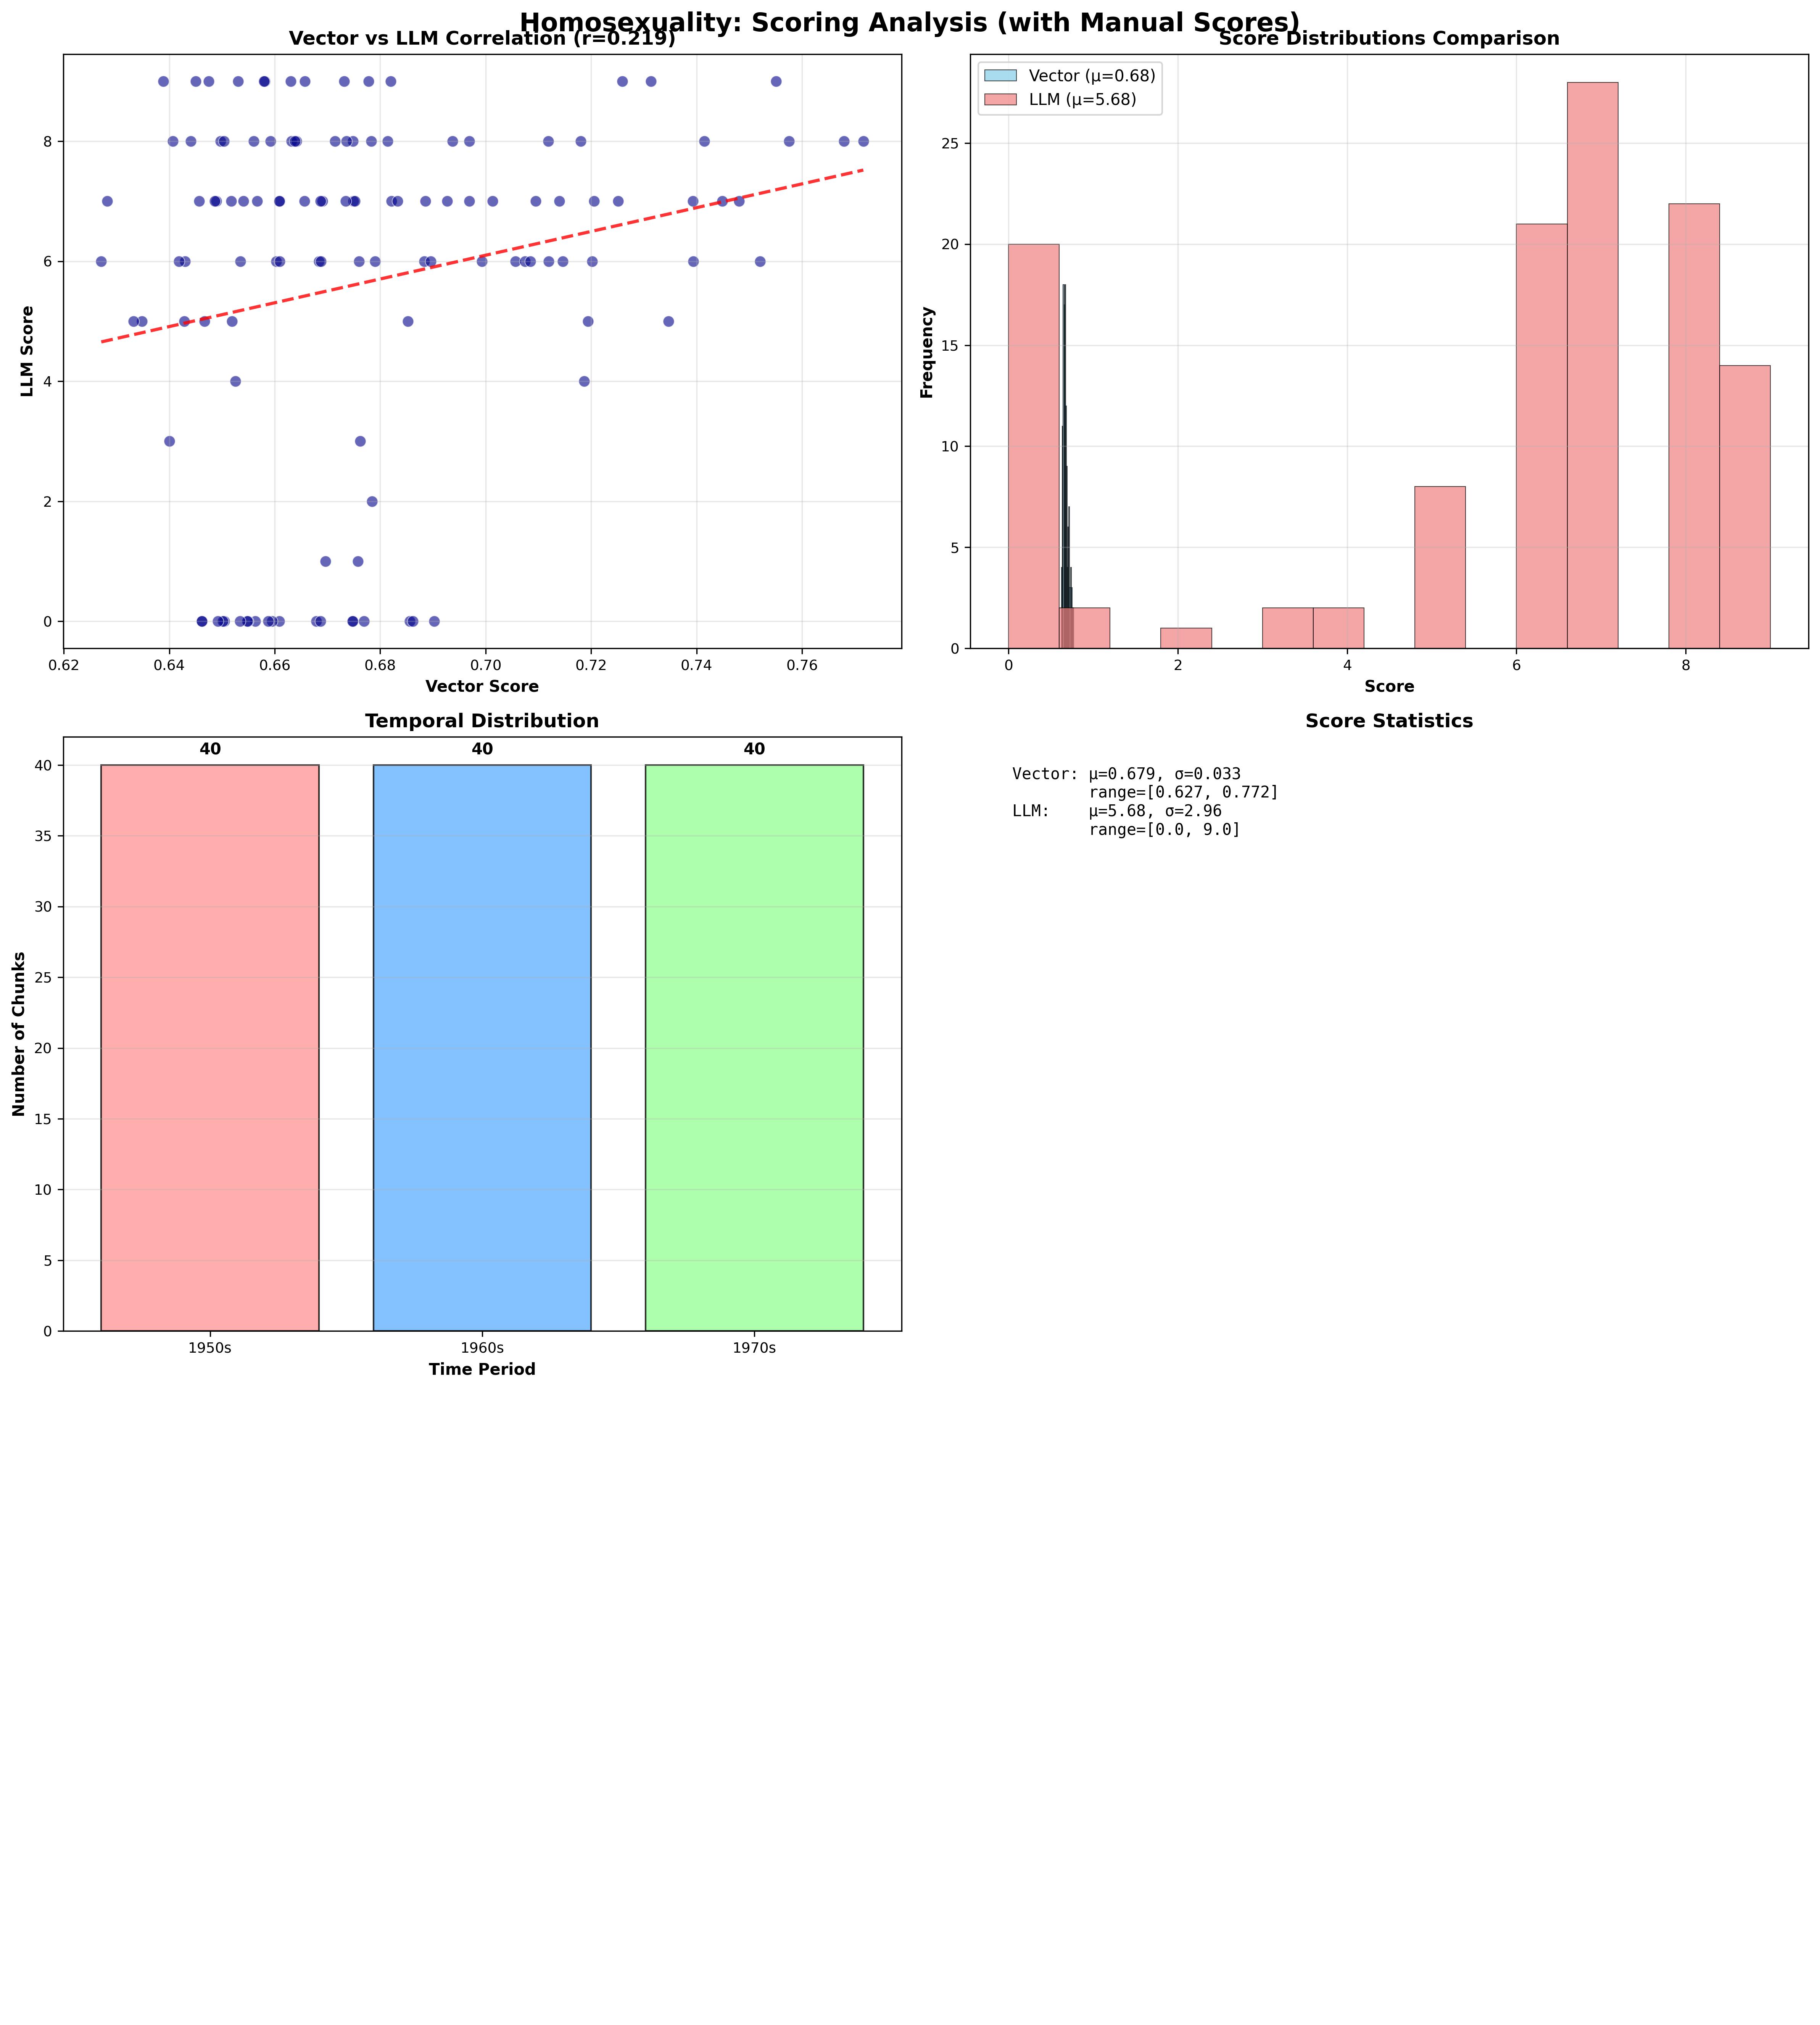 Homosexuality: Scoring Analysis (with Manual Scores)
Vector vs LLM Correlation (r=0.219)
8
6
4
2
0
LLM Score
0.62 0.64 0.66 0.68 0.70 0.72 0.74 0.76
Vector Score
Score Distributions Comparison
Vector (μ=0.68)
LLM (μ=5.68)
25
20
15
10
5
0
Frequency
0 2 4 6 8
Score
Temporal Distribution
40 40 40
40
35
30
25
20
15
10
5
0
Number of Chunks
1950s 1960s 1970s
Time Period
Score Statistics
Vector: μ=0.679, σ=0.033
range=[0.627, 0.772]
LLM: μ=5.68, σ=2.96
range=[0.0, 9.0]